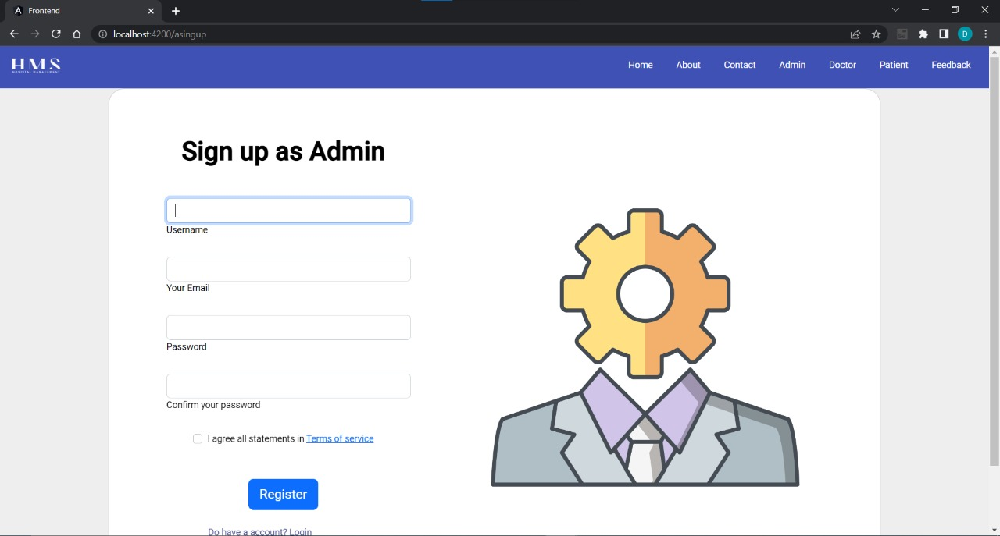 Frontend
localhost:4200/asingup
D
HMS
HOSPITAL MANAGEMENT
Home About Contact Admin Doctor Patient Feedback
Sign up as Admin
Username
Your Email
Password
Confirm your password
I agree all statements in Terms of service
Register
Do have a account? Login